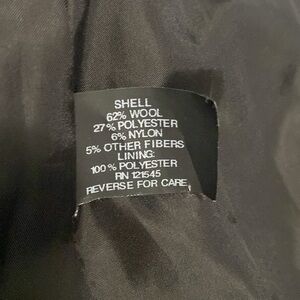 SHELL
62% WOOL
27% POLYESTER
6% NYLON
5% OTHER FIBERS
LINING:
100% POLYESTER
RN 121545
REVERSE FOR CARE